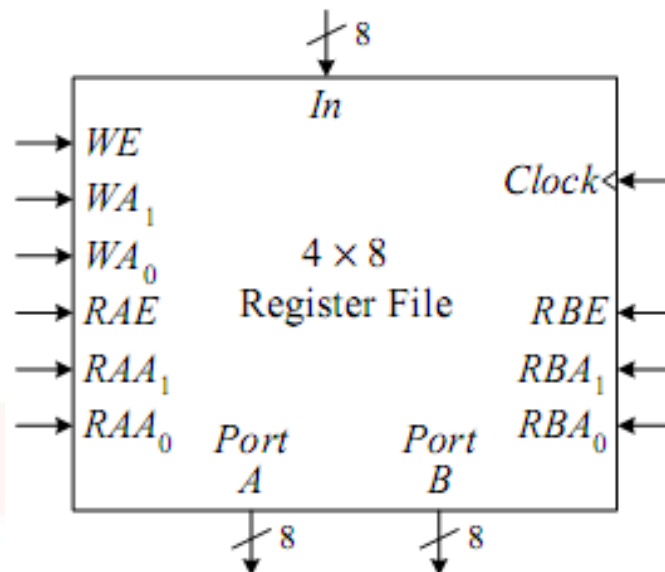 8
In
WE
Clock
WA₁
WA₀
4 × 8
RAE
Register File
RBE
RAA₁
RBA₁
RAA₀
RBA₀
Port
A
Port
B
8
8